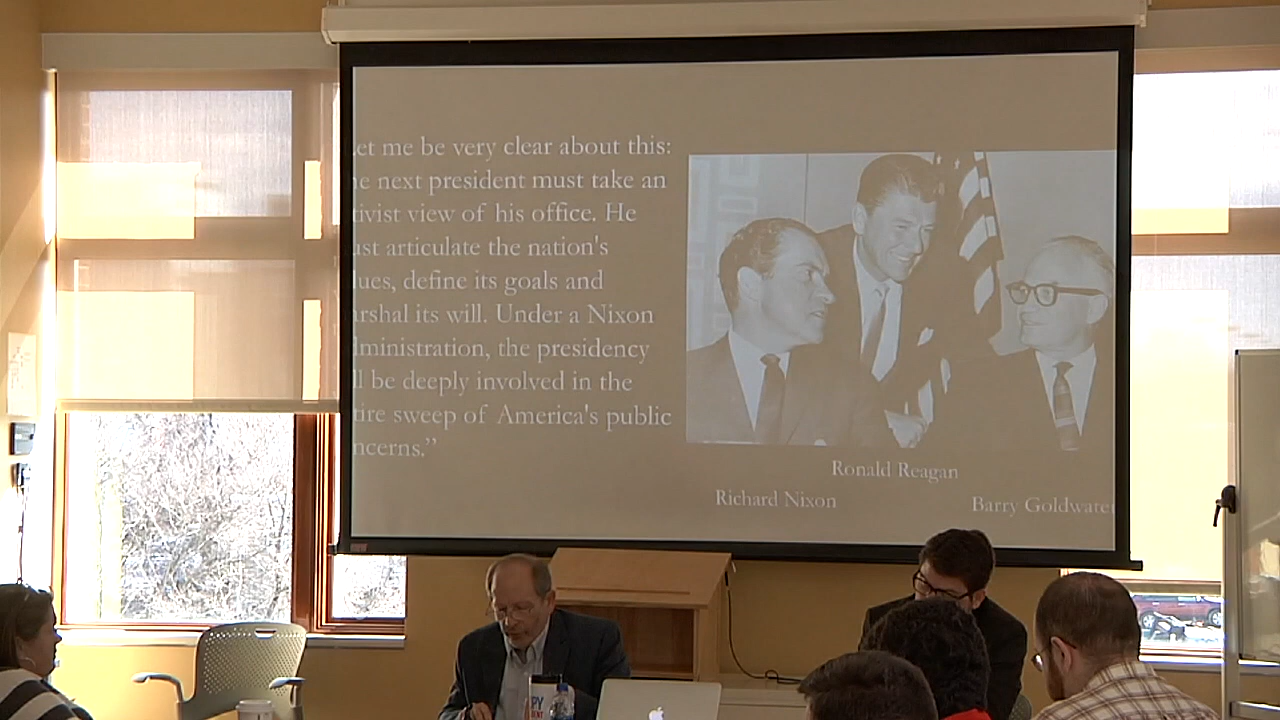 et me be very clear about this:
e next president must take an
tivist view of his office. He
ust articulate the nation's
lues, define its goals and
arshal its will. Under a Nixon
lministration, the presidency
ll be deeply involved in the
tire sweep of America's public
ncerns.”
Ronald Reagan
Richard Nixon
Barry Goldwater